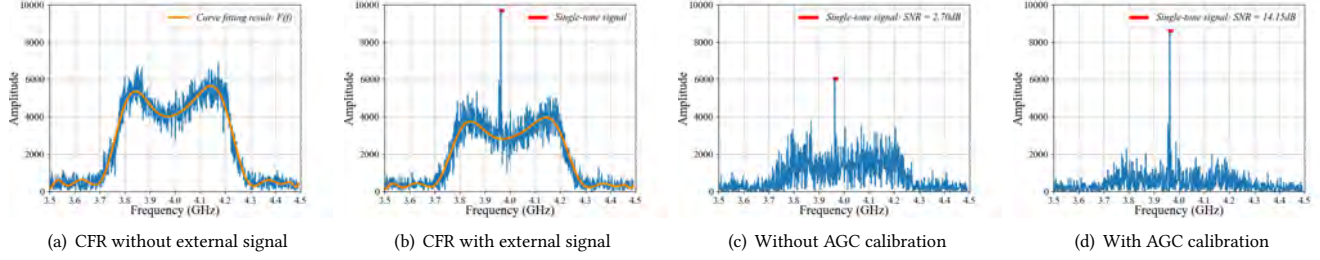 Curve fitting result: F(f)
Amplitude
10000
8000
6000
4000
2000
0
3.5 3.6 3.7 3.8 3.9 4.0 4.1 4.2 4.3 4.4 4.5
Frequency (GHz)
(a) CFR without external signal
Single-tone signal
Amplitude
10000
8000
6000
4000
2000
0
3.5 3.6 3.7 3.8 3.9 4.0 4.1 4.2 4.3 4.4 4.5
Frequency (GHz)
(b) CFR with external signal
Single-tone signal: SNR = 2.70dB
Amplitude
10000
8000
6000
4000
2000
0
3.5 3.6 3.7 3.8 3.9 4.0 4.1 4.2 4.3 4.4 4.5
Frequency (GHz)
(c) Without AGC calibration
Single-tone signal: SNR = 14.15dB
Amplitude
10000
8000
6000
4000
2000
0
3.5 3.6 3.7 3.8 3.9 4.0 4.1 4.2 4.3 4.4 4.5
Frequency (GHz)
(d) With AGC calibration